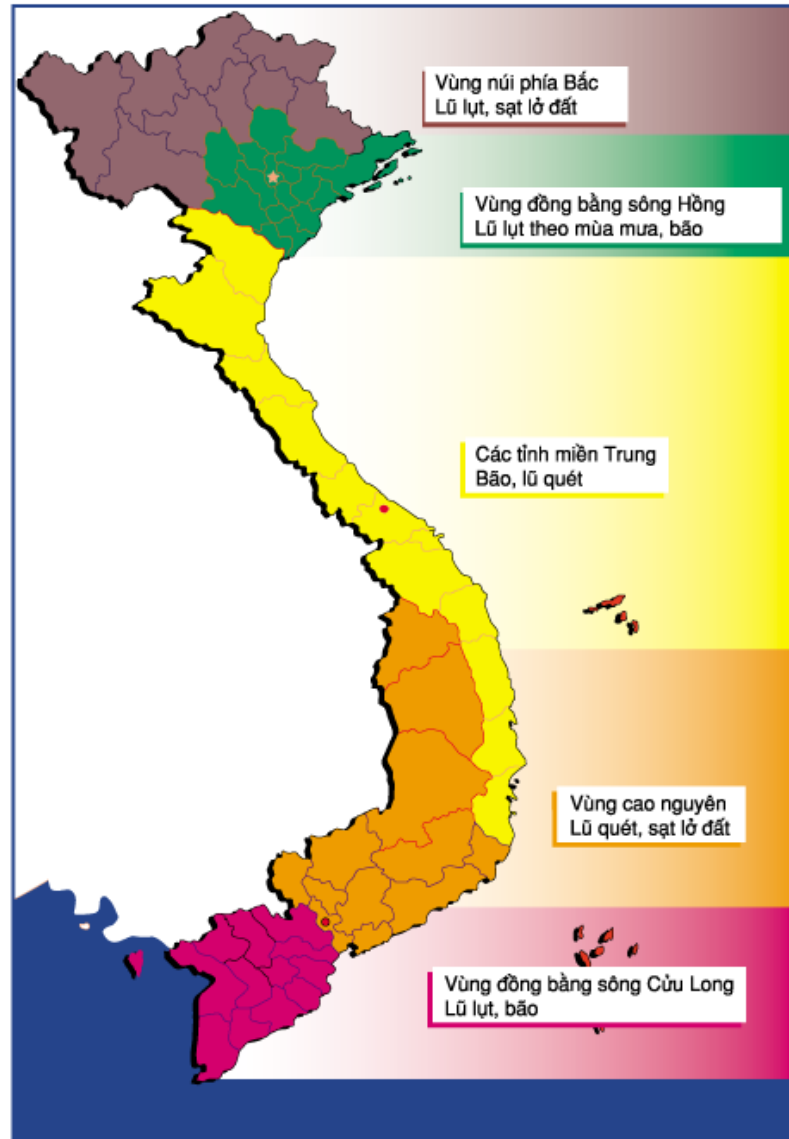 Vùng núi phía Bắc
Lũ lụt, sạt lở đất
Vùng đồng bằng sông Hồng
Lũ lụt theo mùa mưa, bão
Các tỉnh miền Trung
Bão, lũ quét
Vùng cao nguyên
Lũ quét, sạt lở đất
Vùng đồng bằng sông Cửu Long
Lũ lụt, bão